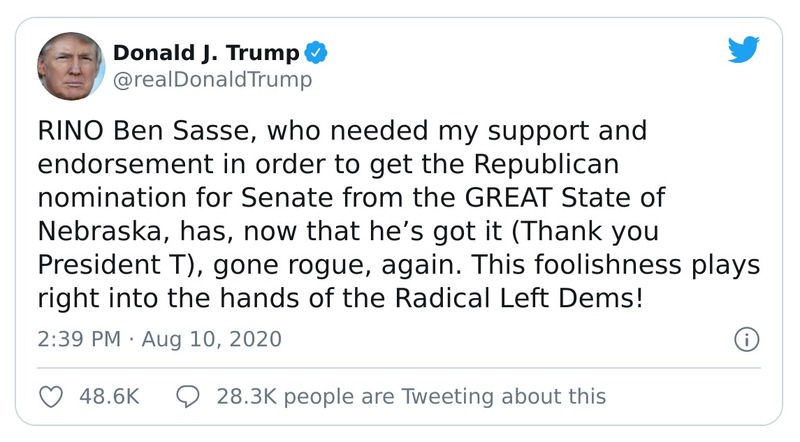 Donald J. Trump
@realDonaldTrump
RINO Ben Sasse, who needed my support and
endorsement in order to get the Republican
nomination for Senate from the GREAT State of
Nebraska, has, now that he’s got it (Thank you
President T), gone rogue, again. This foolishness plays
right into the hands of the Radical Left Dems!
2:39 PM · Aug 10, 2020
48.6K 28.3K people are Tweeting about this